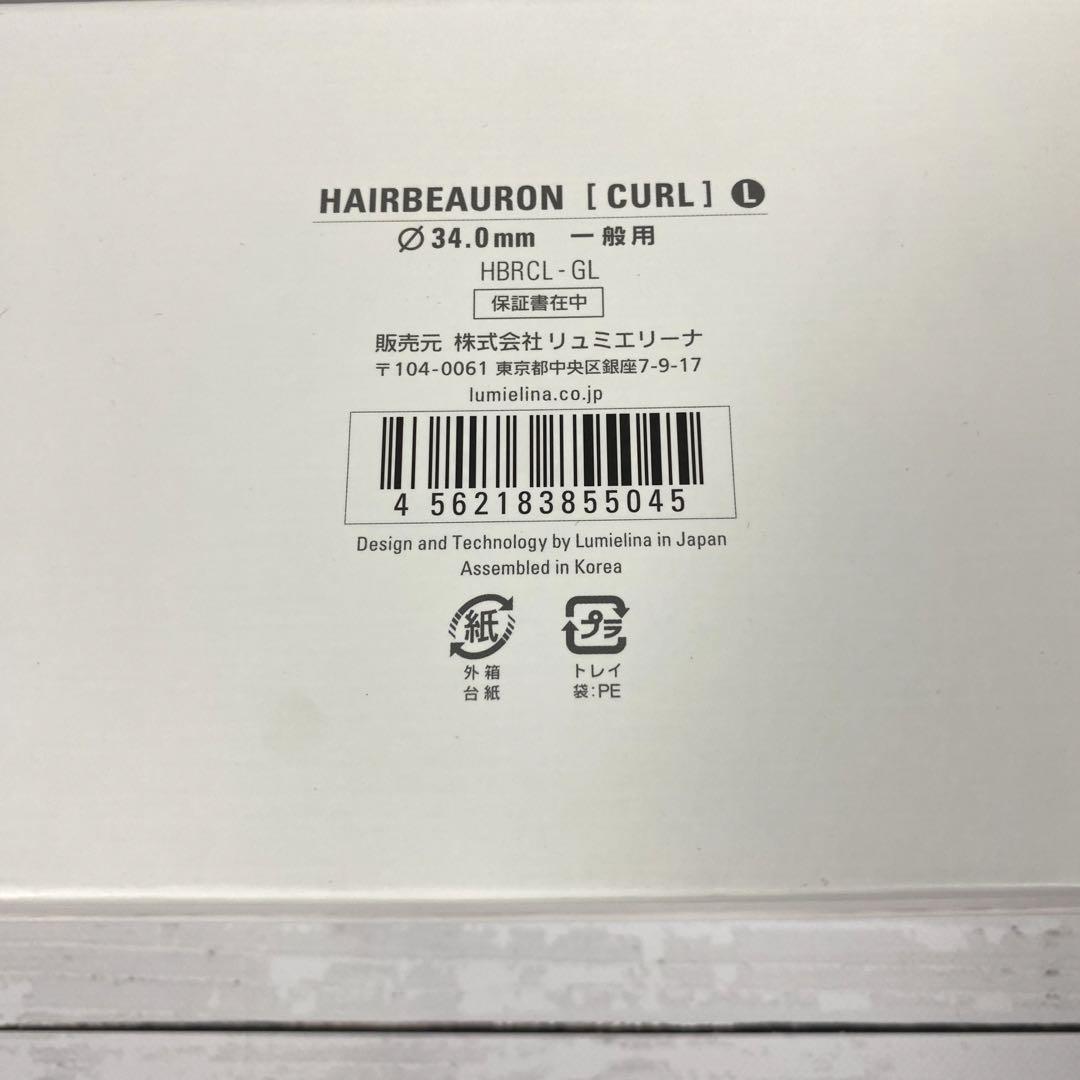 HAIRBEAURON [ CURL ] L
∅34.0mm 一般用
HBRCL-GL
保証書在中
販売元 株式会社リュミエリーナ
〒104-0061 東京都中央区銀座7-9-17
lumielina.co.jp
4 562183855045
Design and Technology by Lumielina in Japan
Assembled in Korea
紙 プラ
外箱 トレイ
台紙 袋:PE